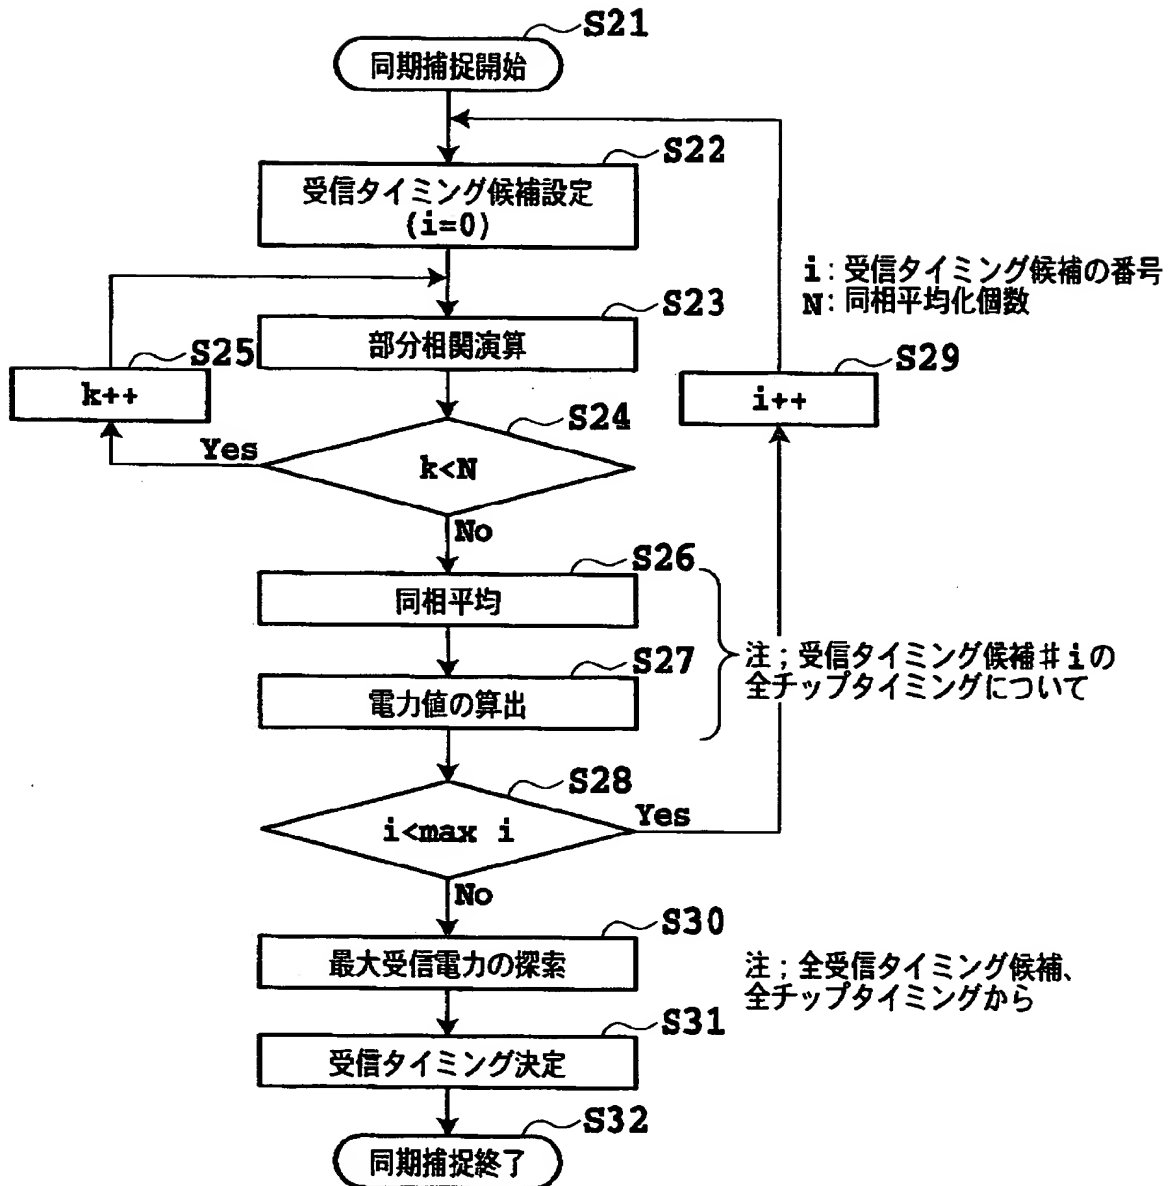 S21
同期捕捉開始
S22
受信タイミング候補設定
(i=0)
i:受信タイミング候補の番号
N:同相平均化個数
S23
部分相関演算
S25
k++
S29
i++
S24
Yes
k<N
No
S26
同相平均
S27
注;受信タイミング候補#iの
全チップタイミングについて
電力値の算出
S28
i<max i
Yes
No
S30
最大受信電力の探索
注;全受信タイミング候補、
全チップタイミングから
S31
受信タイミング決定
S32
同期捕捉終了